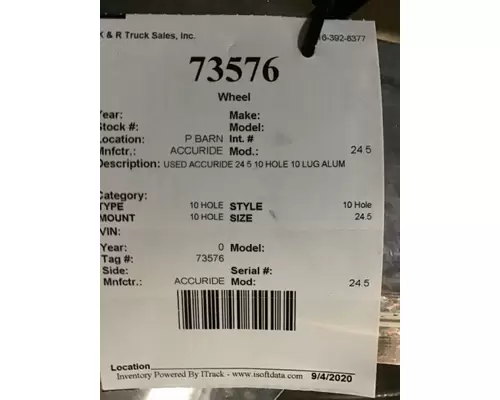 K & R Truck Sales, Inc. 16-392-8377
73576
Wheel
Year: Make:
Stock #: Model:
Location: P BARN Int. #
Mnfctr.: ACCURIDE Mod.: 24.5
Description: USED ACCURIDE 24 5 10 HOLE 10 LUG ALUM
Category:
TYPE 10 HOLE STYLE 10 Hole
MOUNT 10 HOLE SIZE 24.5
VIN:
Year: 0 Model:
Tag #: 73576
Side: Serial #:
Mnfctr.: ACCURIDE Mod: 24.5
Location
Inventory Powered By ITrack - www.isoftdata.com 9/4/2020